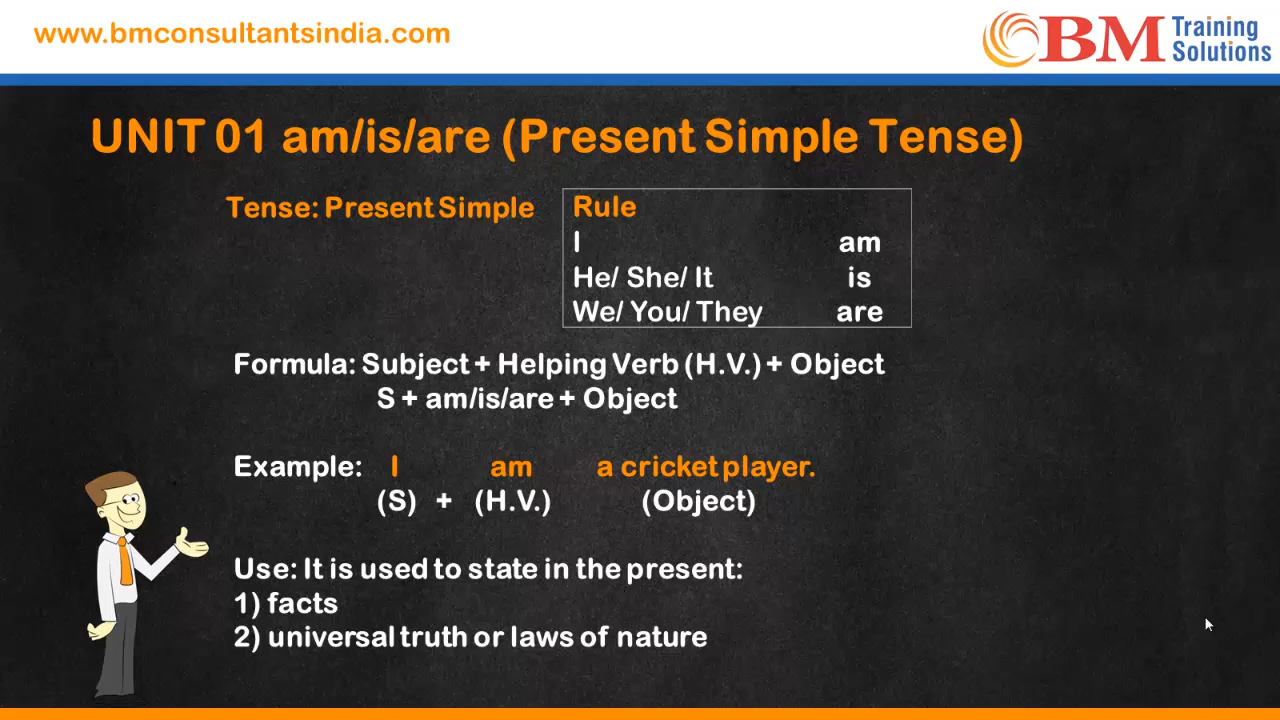 www.bmconsultantsindia.com
BM Training Solutions
UNIT 01 am/is/are (Present Simple Tense)
Tense: Present Simple
Rule
I am
He/ She/ It is
We/ You/ They are
Formula: Subject + Helping Verb (H.V.) + Object
S + am/is/are + Object
Example: I am a cricket player.
(S) + (H.V.) (Object)
Use: It is used to state in the present:
1) facts
2) universal truth or laws of nature